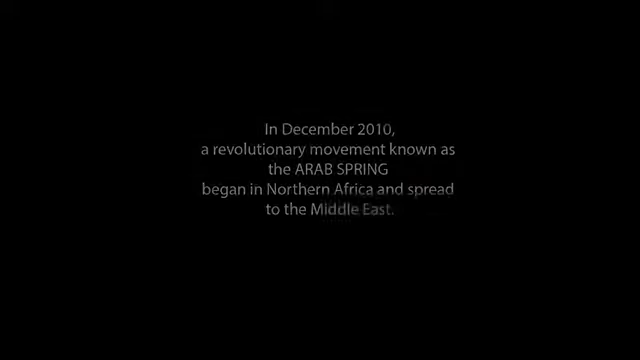 In December 2010,
a revolutionary movement known as
the ARAB SPRING
began in Northern Africa and spread
to the Middle East.